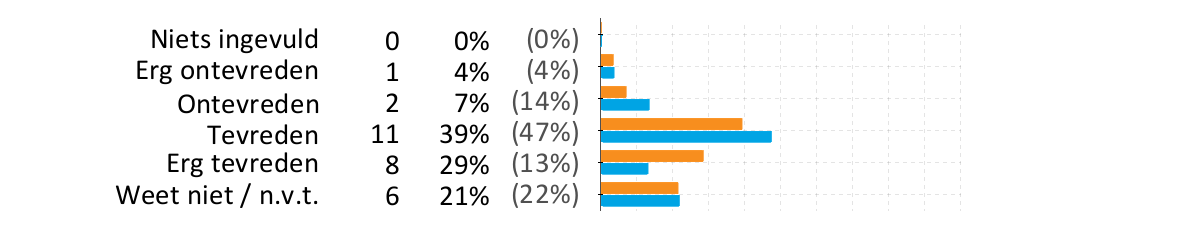 Niets ingevuld 0 0% (0%)
Erg ontevreden 1 4% (4%)
Ontevreden 2 7% (14%)
Tevreden 11 39% (47%)
Erg tevreden 8 29% (13%)
Weet niet / n.v.t. 6 21% (22%)